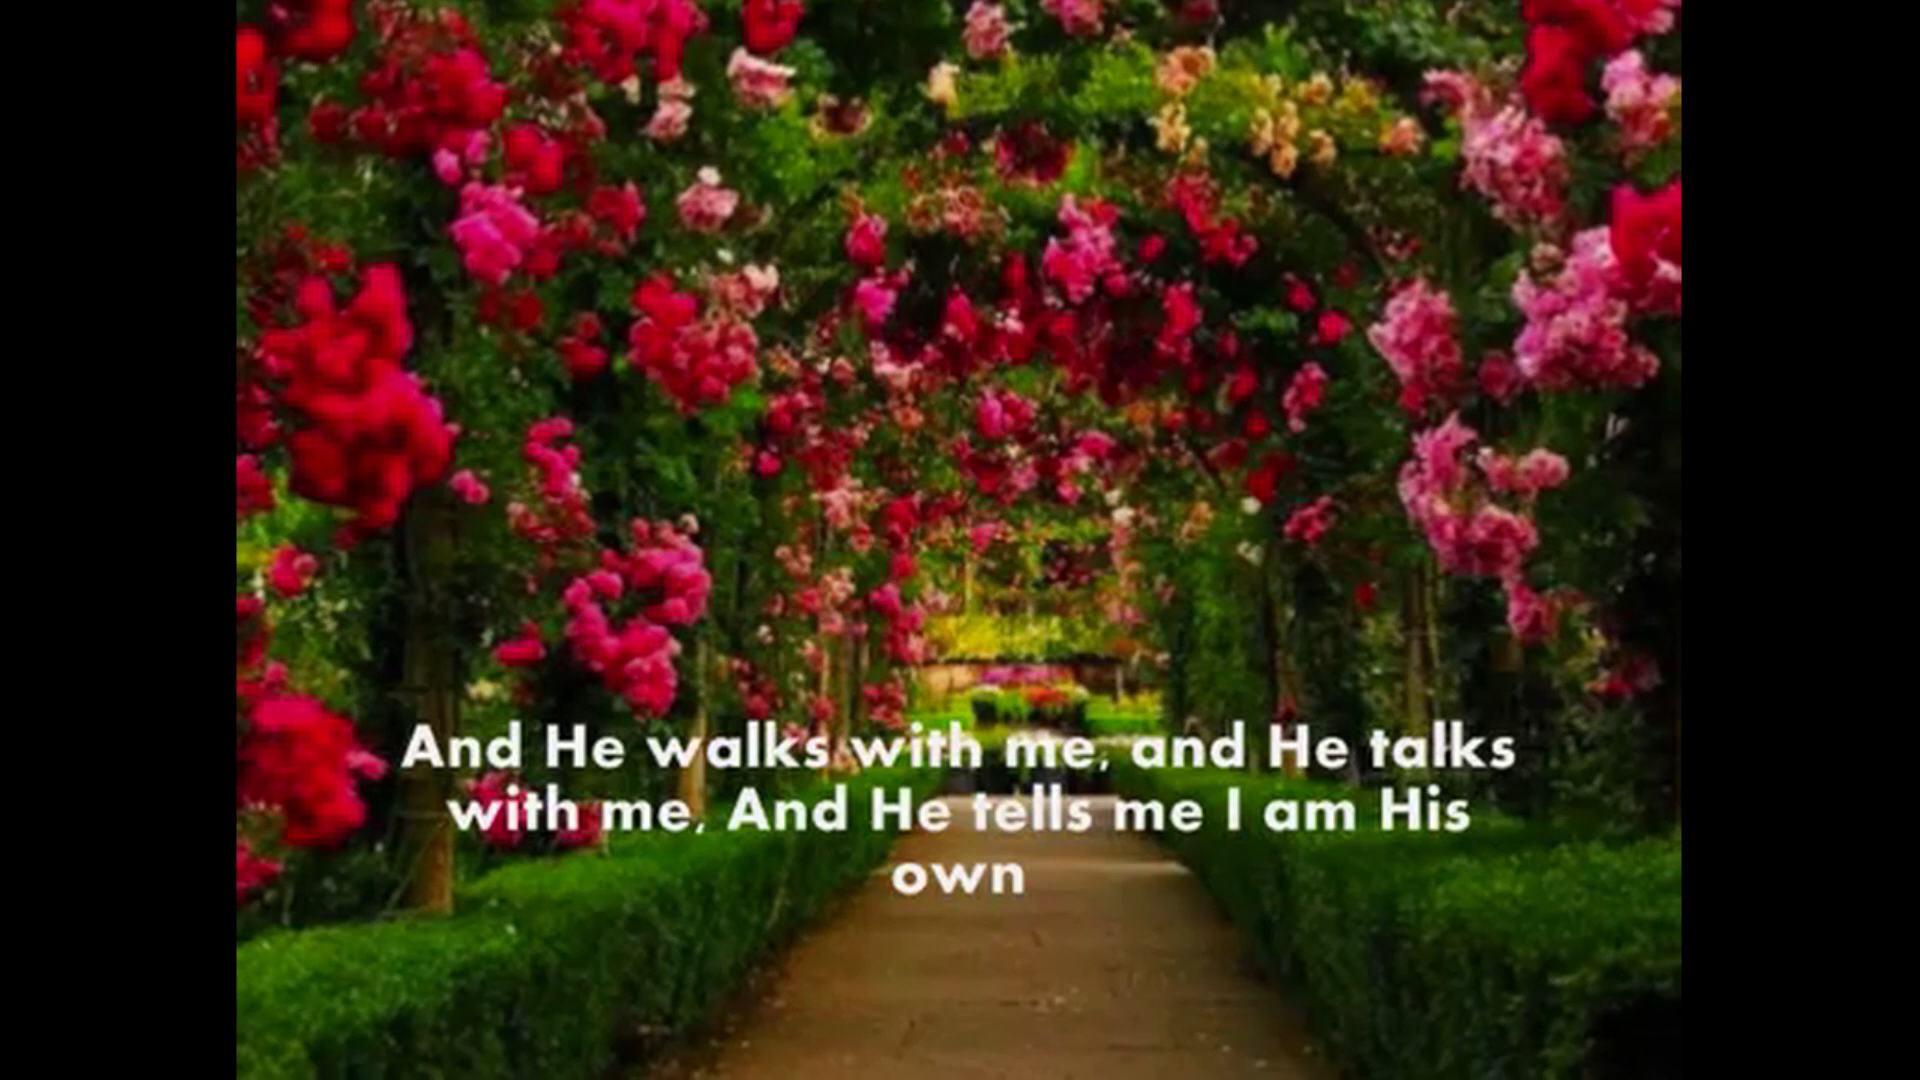 And He walks with me, and He talks
with me, And He tells me I am His
own